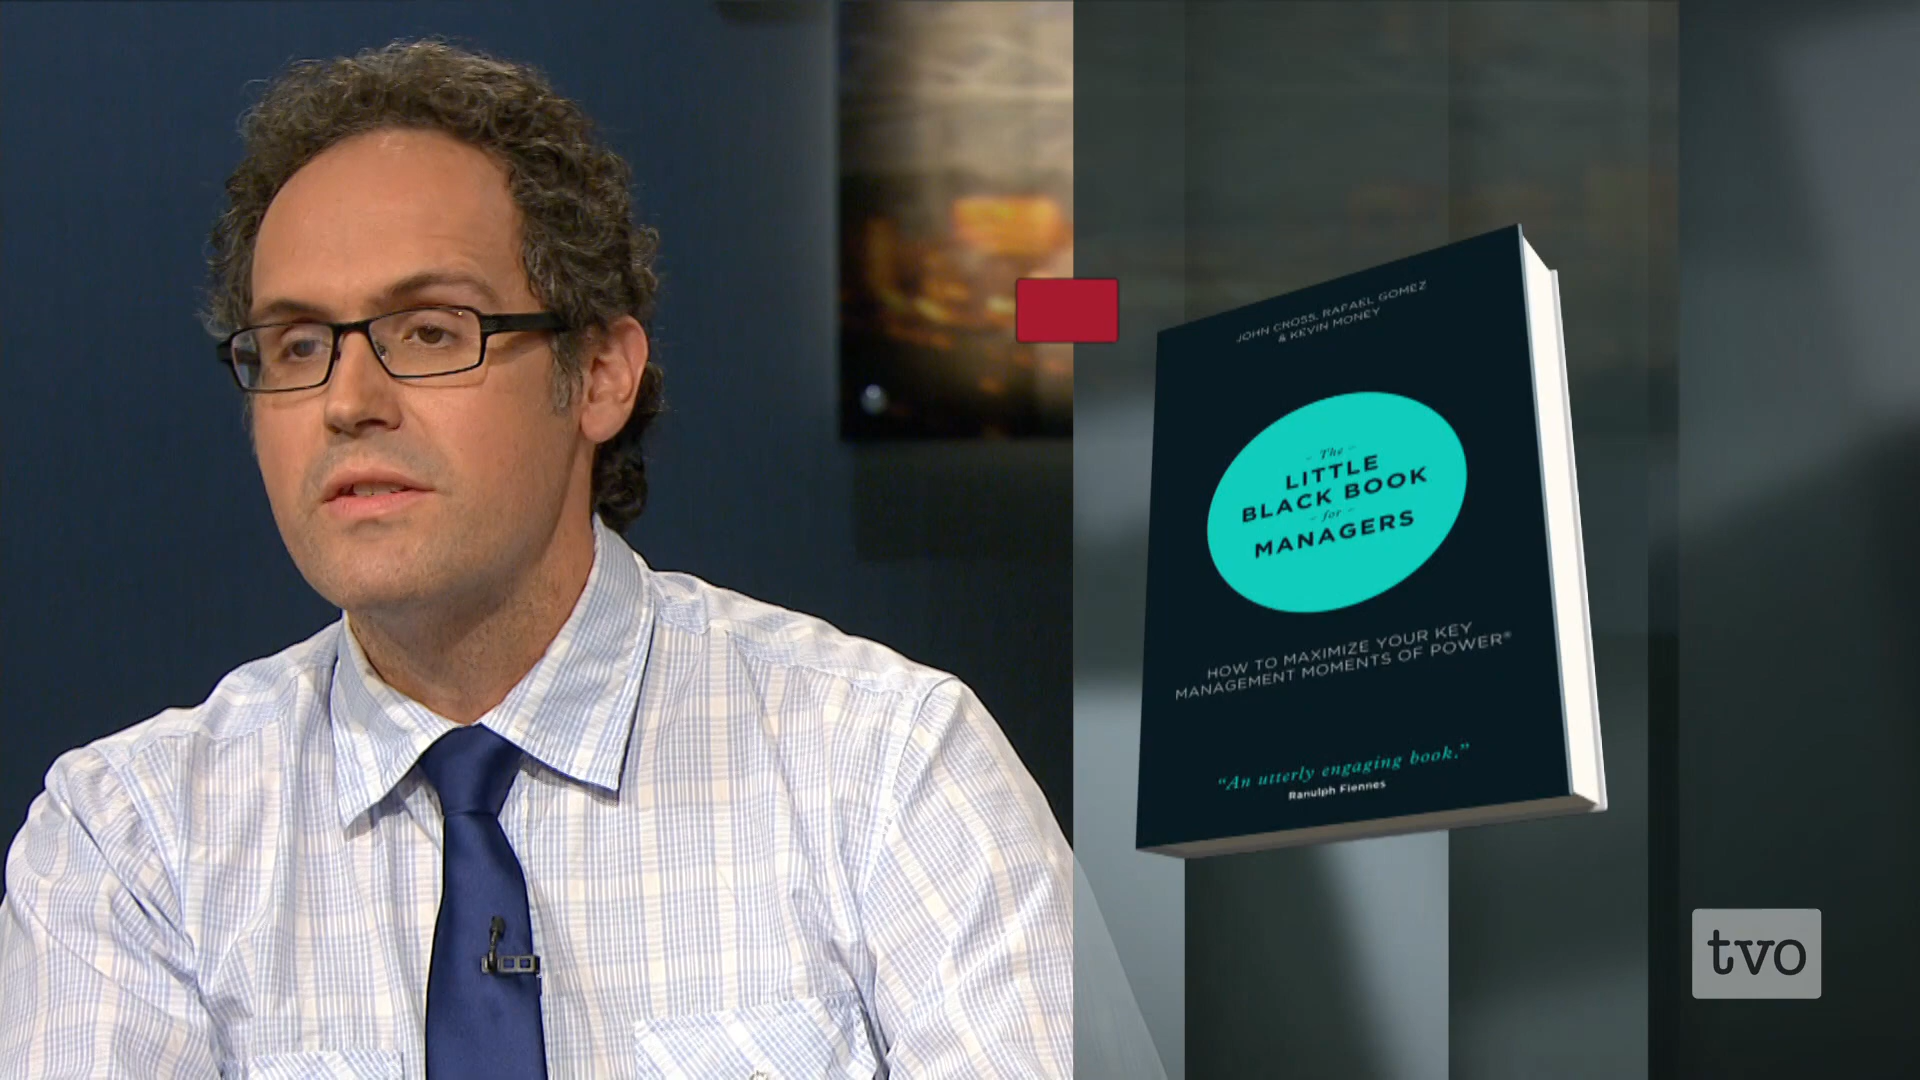 JOHN CROSS, RAFAEL GOMEZ
& KEVIN MONEY
- The -
LITTLE
BLACK BOOK
- for -
MANAGERS
HOW TO MAXIMIZE YOUR KEY
MANAGEMENT MOMENTS OF POWER®
“An utterly engaging book.”
Ranulph Fiennes
tvo